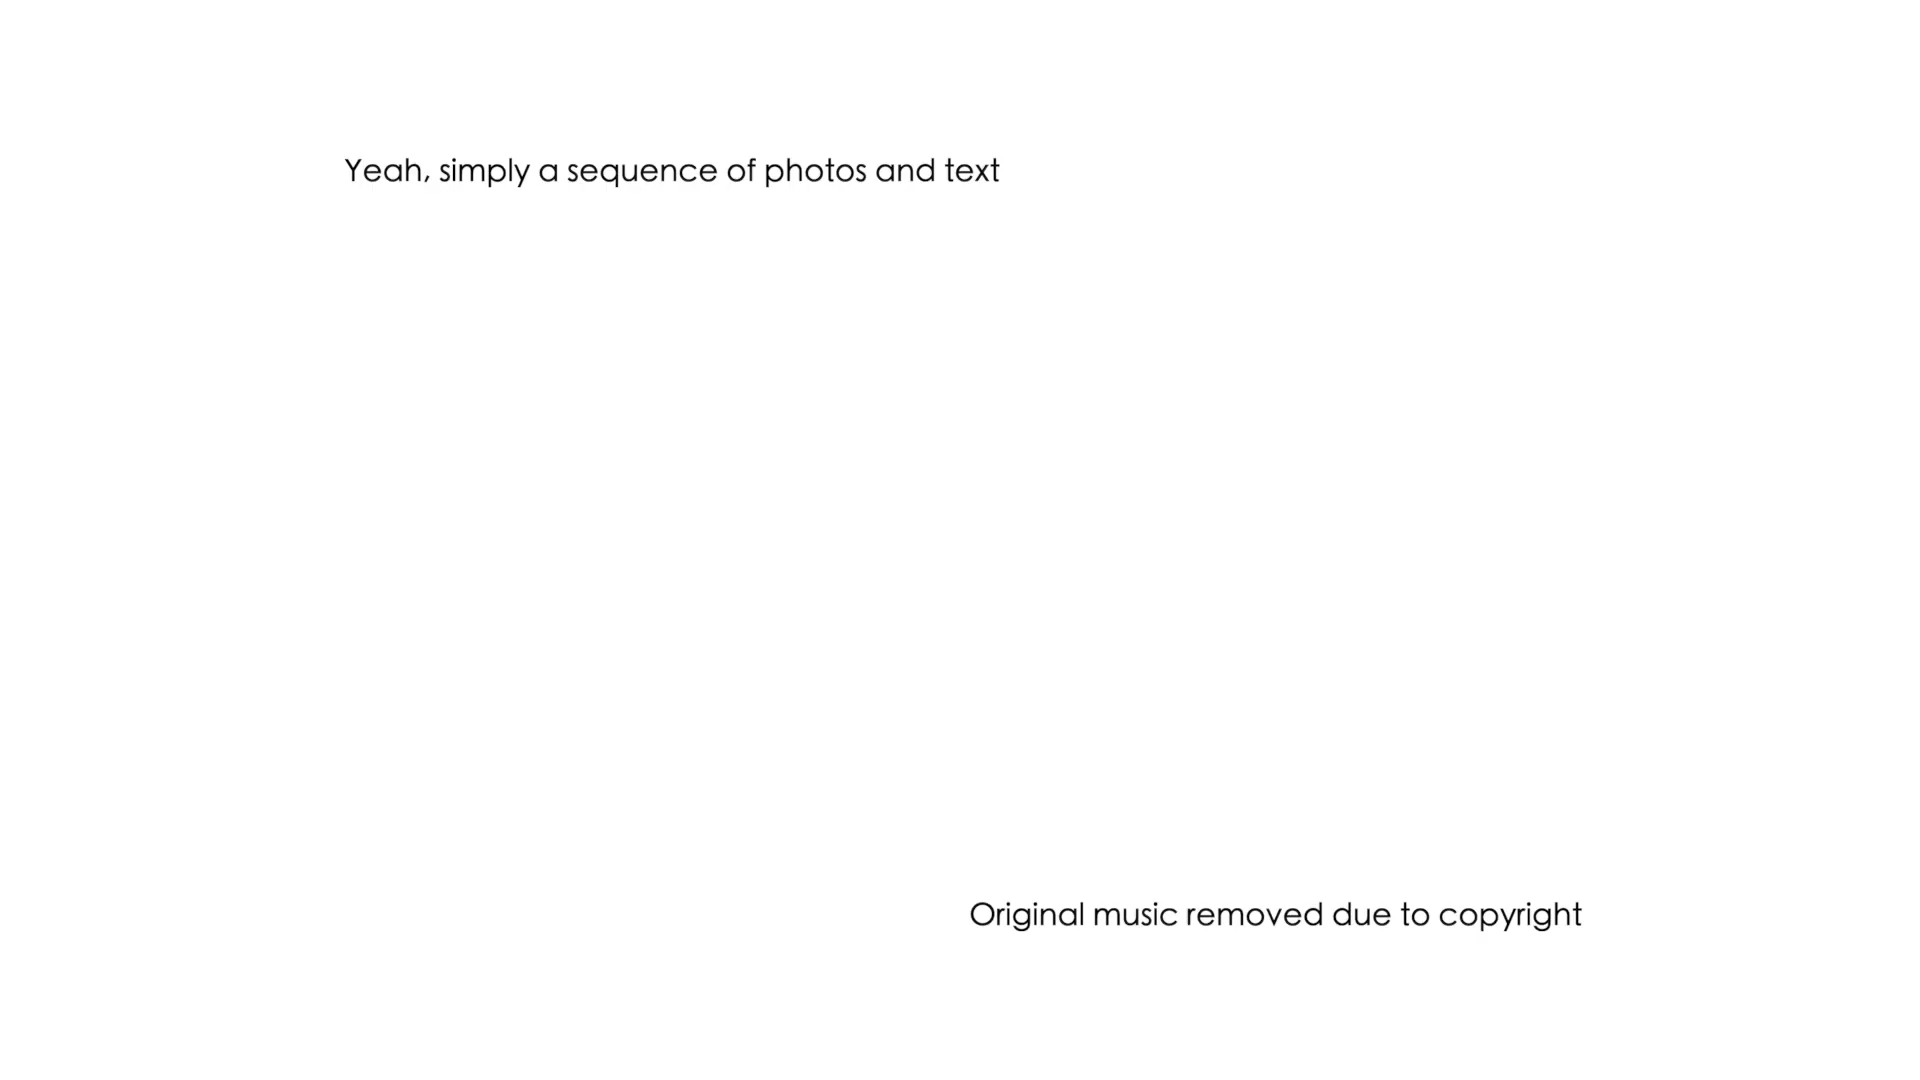 Yeah, simply a sequence of photos and text
Original music removed due to copyright